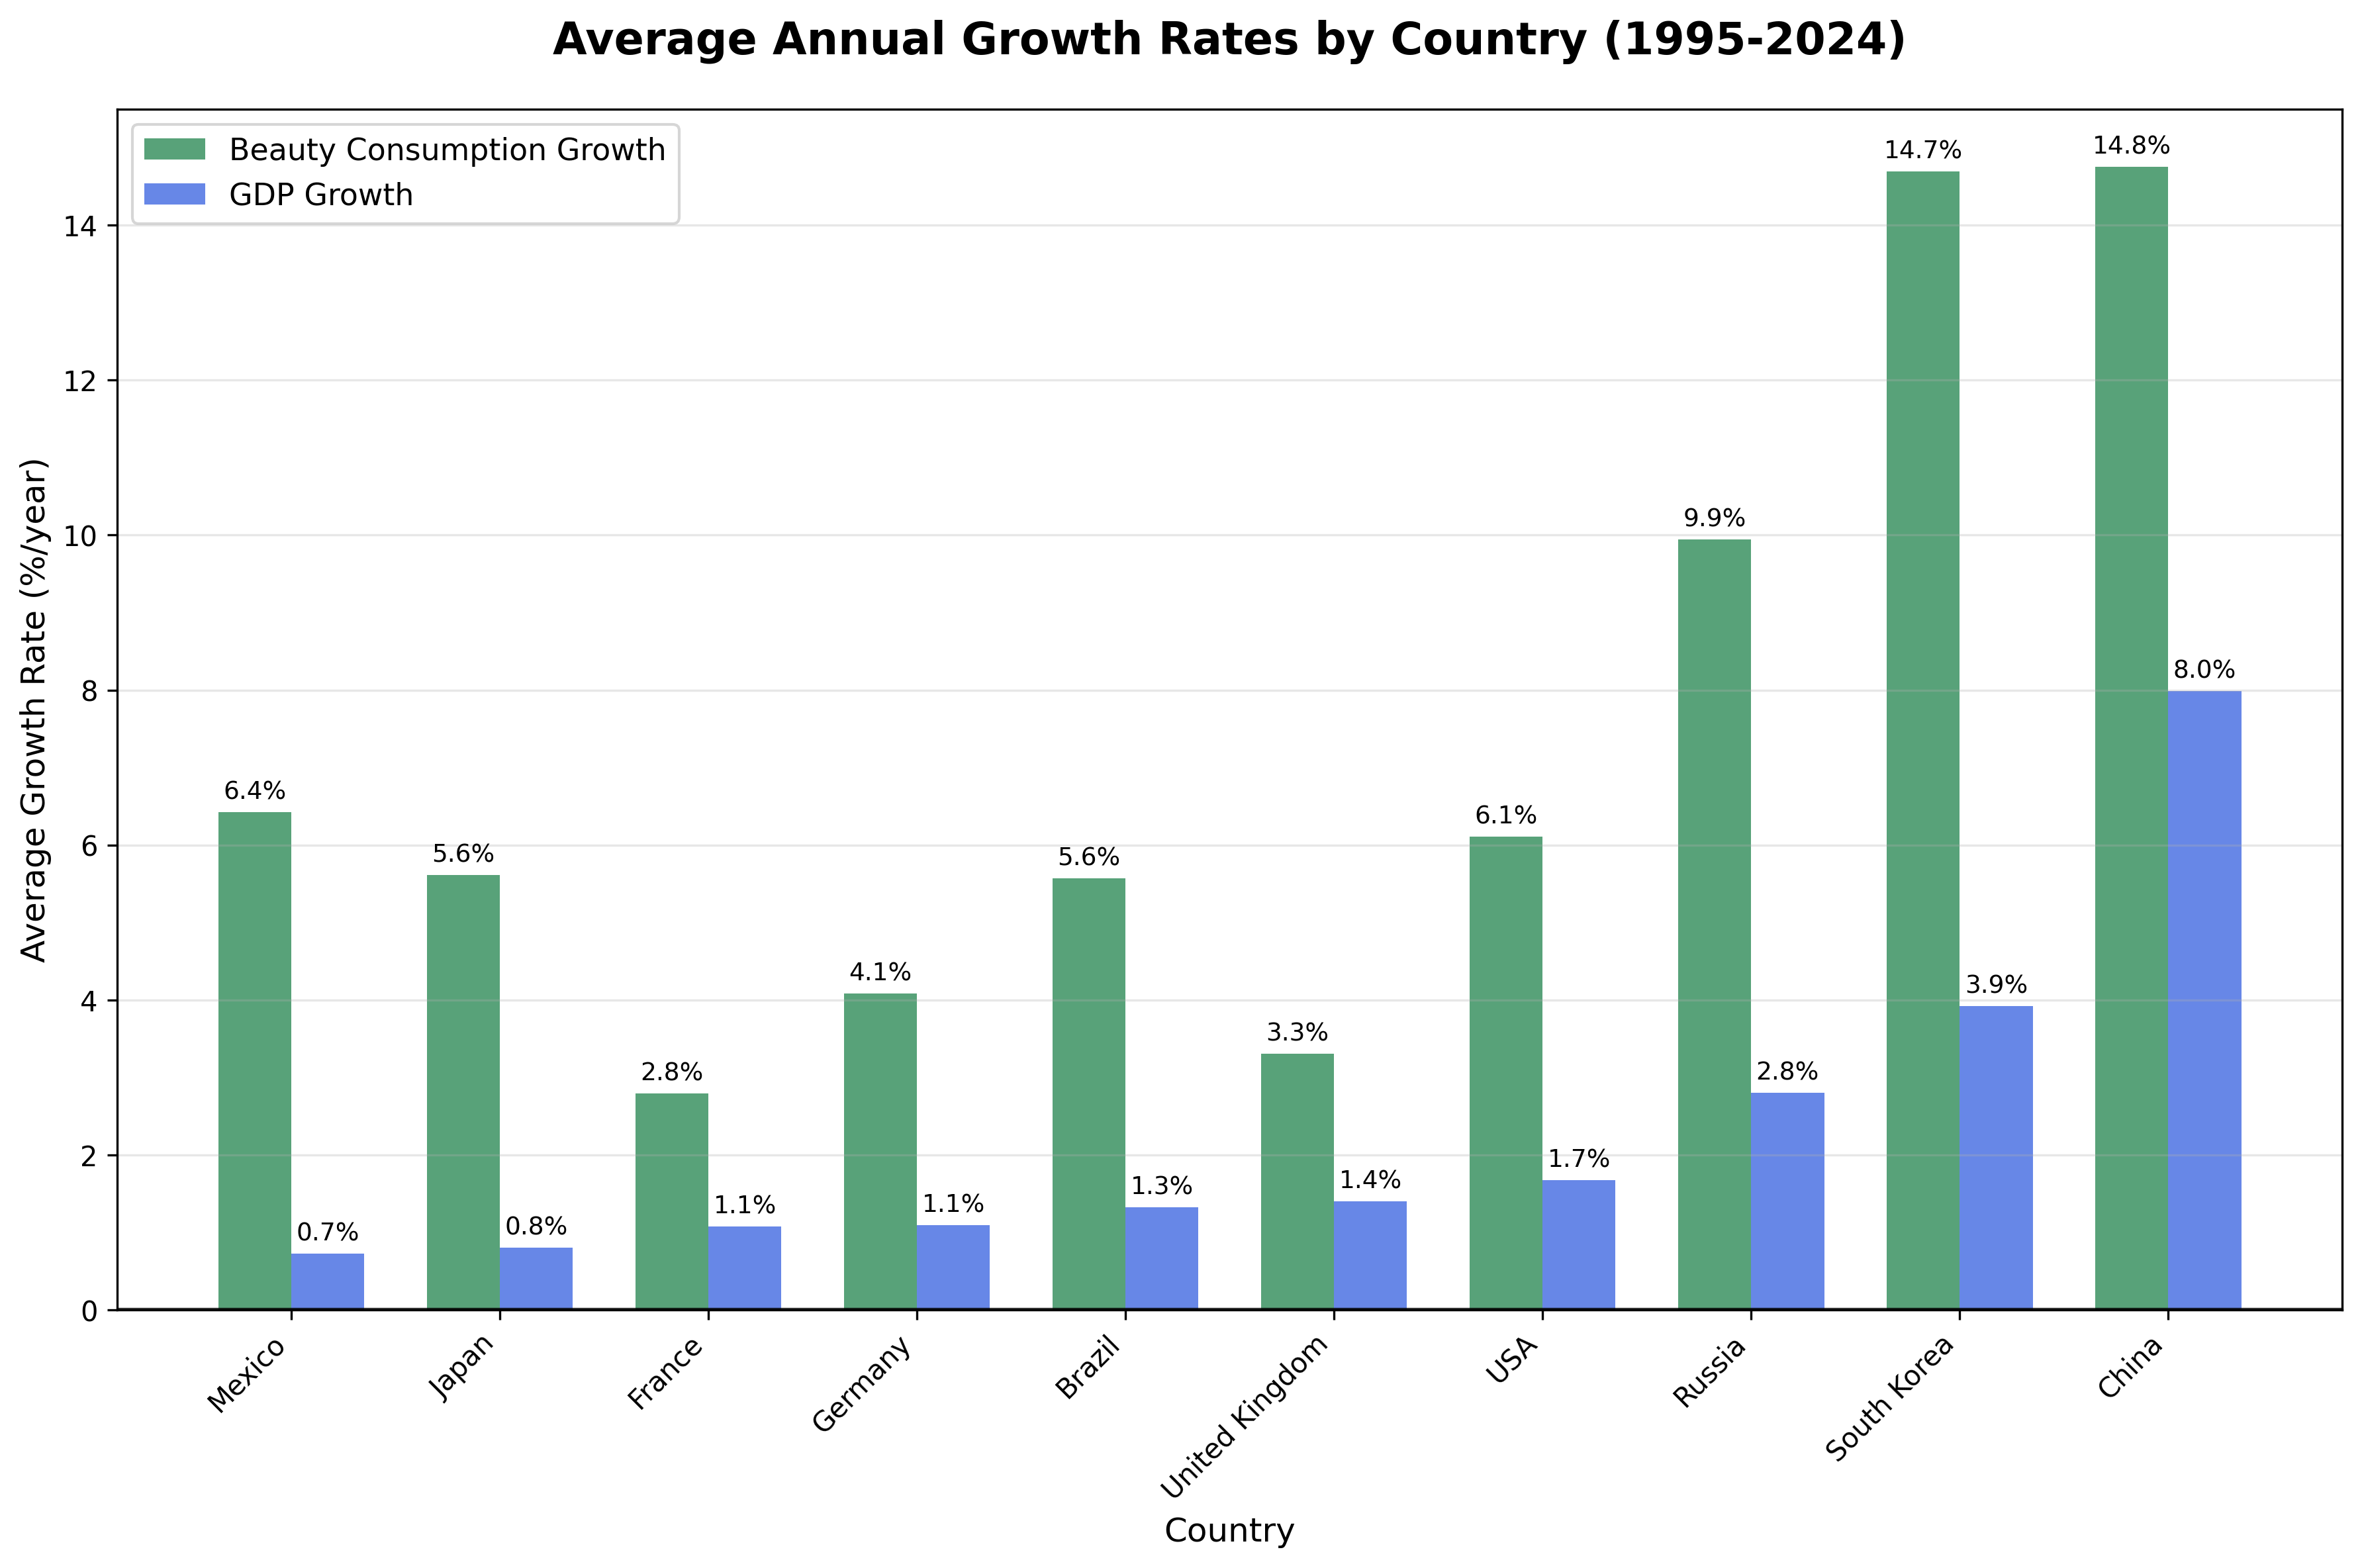 Average Annual Growth Rates by Country (1995-2024)
Beauty Consumption Growth
GDP Growth
Average Growth Rate (%/year)
14
12
10
8
6
4
2
0
6.4%
0.7%
5.6%
0.8%
2.8%
1.1%
4.1%
1.1%
5.6%
1.3%
3.3%
1.4%
6.1%
1.7%
9.9%
2.8%
14.7%
3.9%
14.8%
8.0%
Mexico
Japan
France
Germany
Brazil
United Kingdom
USA
Russia
South Korea
China
Country